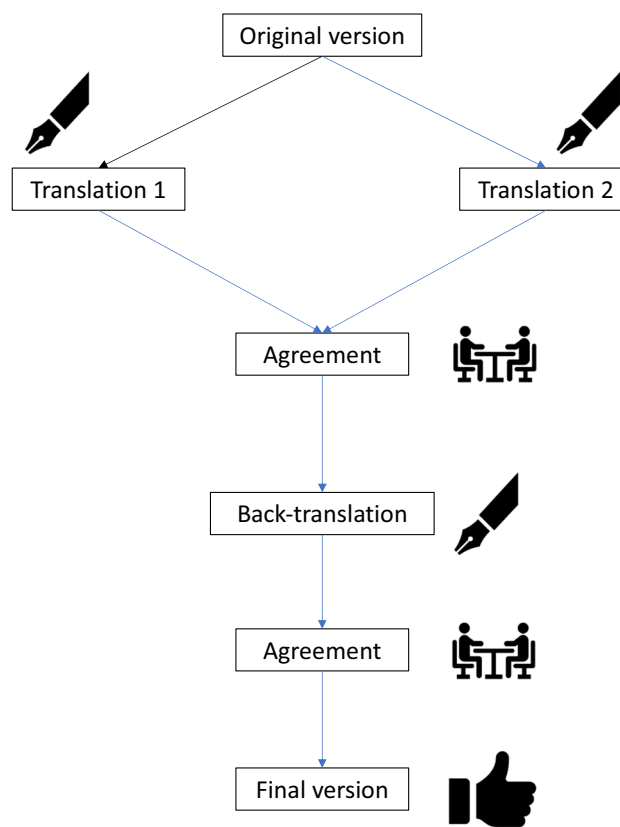 Original version
Translation 1
Translation 2
Agreement
Back-translation
Agreement
Final version